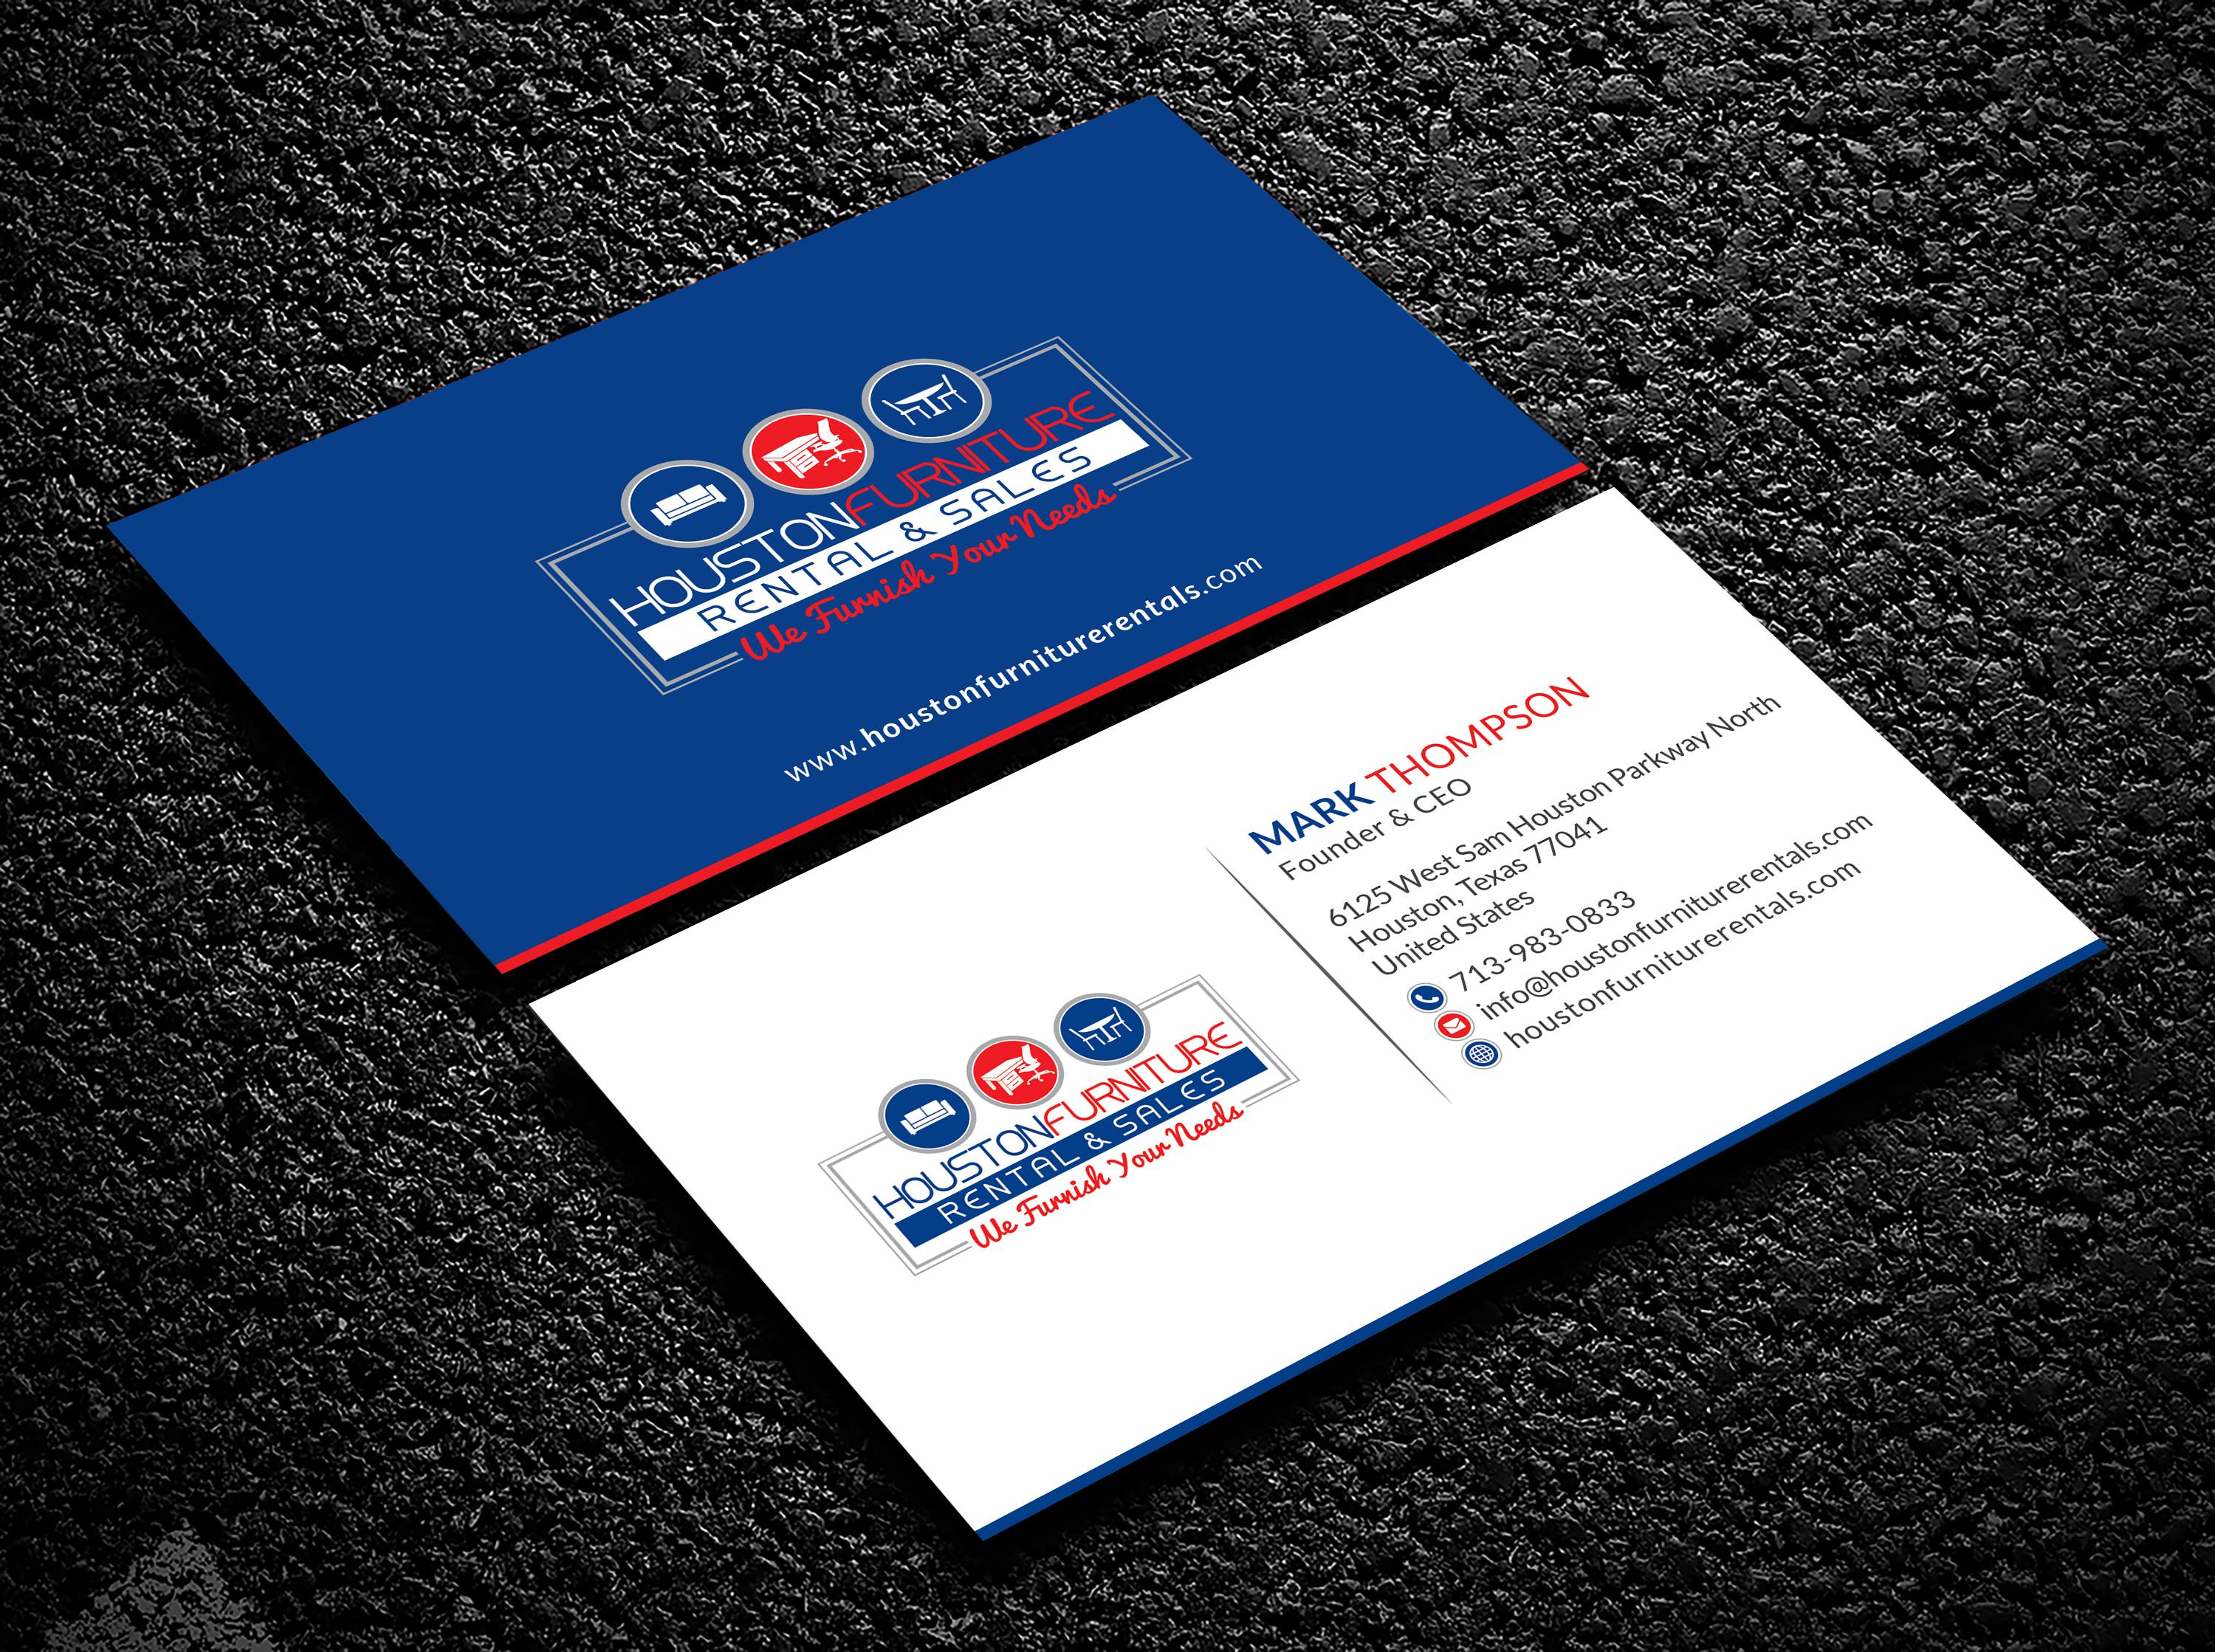 HOUSTONFURNITURE
RENTAL & SALES
We Furnish Your Needs
www.houstonfurniturerentals.com
MARK THOMPSON
Founder & CEO
6125 West Sam Houston Parkway North
Houston, Texas 77041
United States
713-983-0833
info@houstonfurniturerentals.com
houstonfurniturerentals.com
HOUSTONFURNITURE
RENTAL & SALES
We Furnish Your Needs